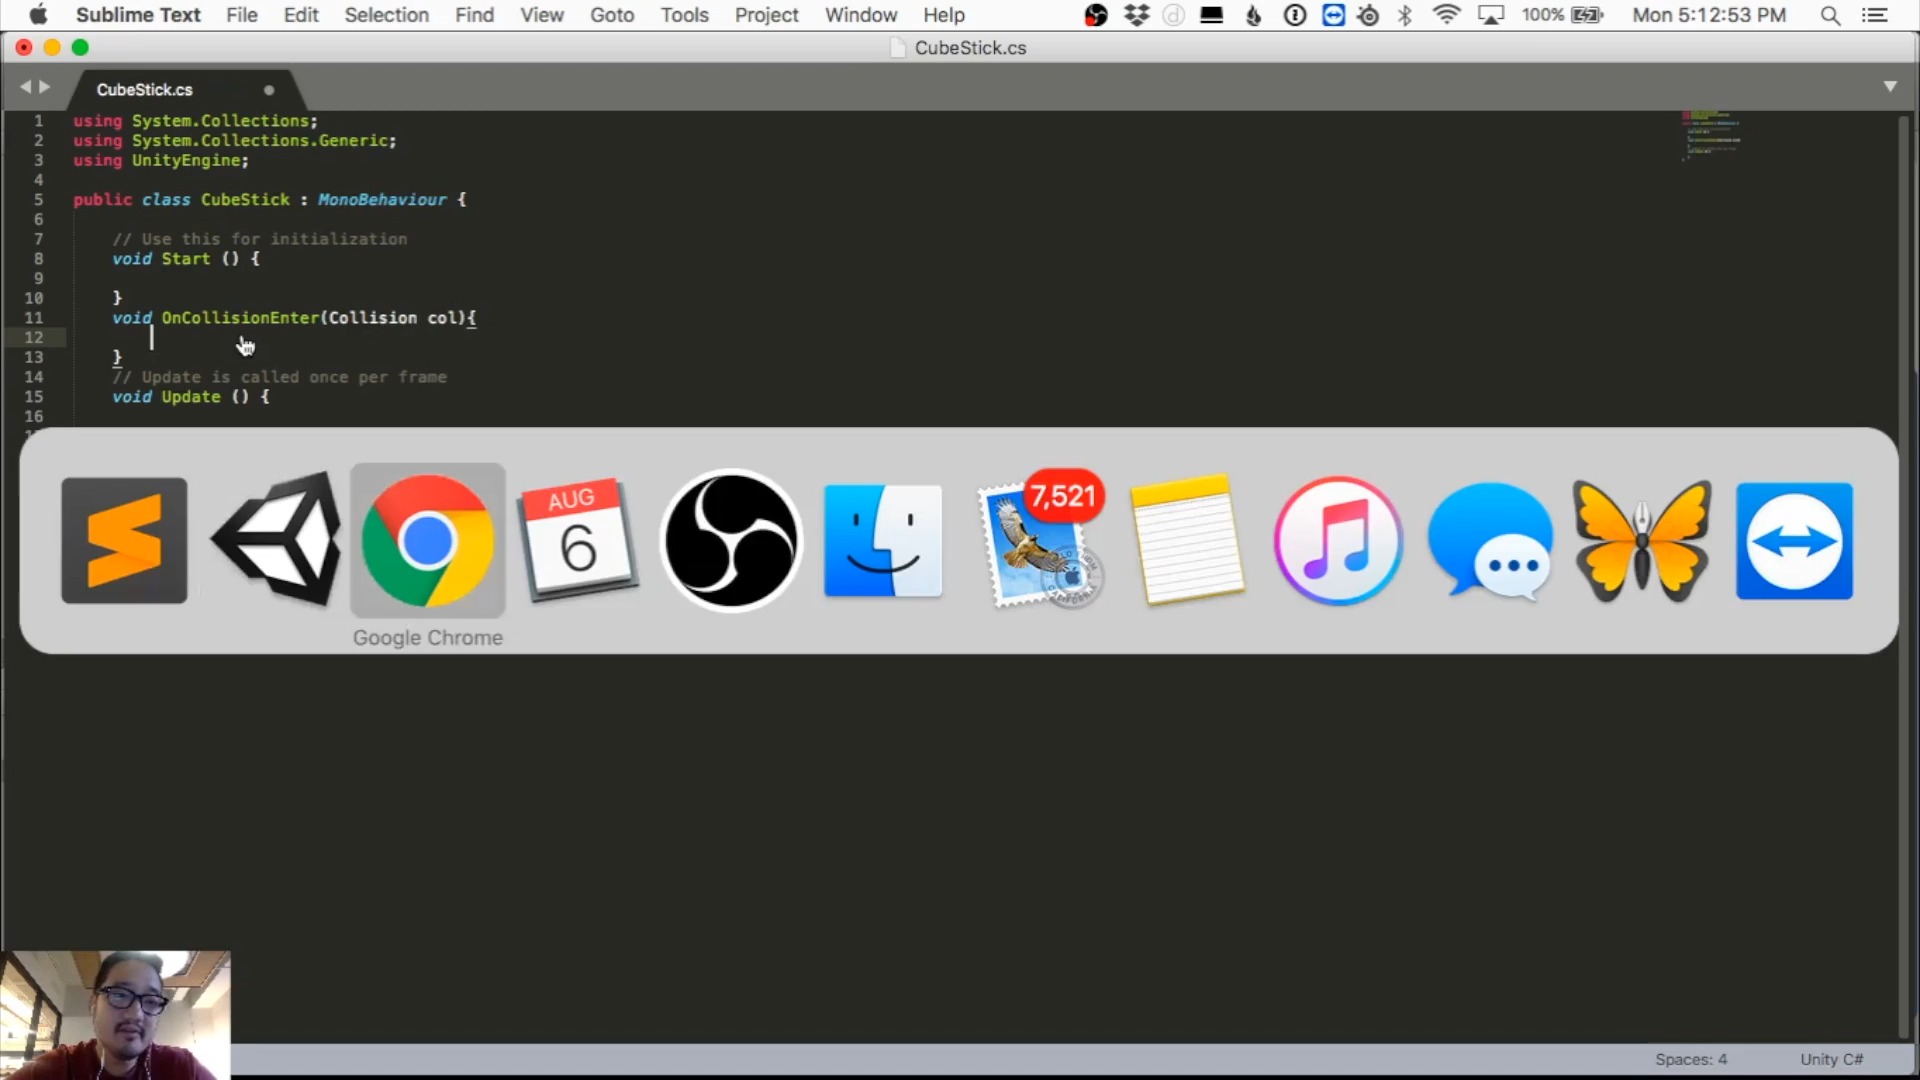 Sublime Text File Edit Selection Find View Goto Tools Project Window Help 100% Mon 5:12:53 PM
CubeStick.cs
CubeStick.cs
1 using System.Collections;
2 using System.Collections.Generic;
3 using UnityEngine;
4
5 public class CubeStick : MonoBehaviour {
6
7 // Use this for initialization
8 void Start () {
9
10 }
11 void OnCollisionEnter(Collision col){
12
13 }
14 // Update is called once per frame
15 void Update () {
16
AUG
6
7,521
Google Chrome
Spaces: 4 Unity C#